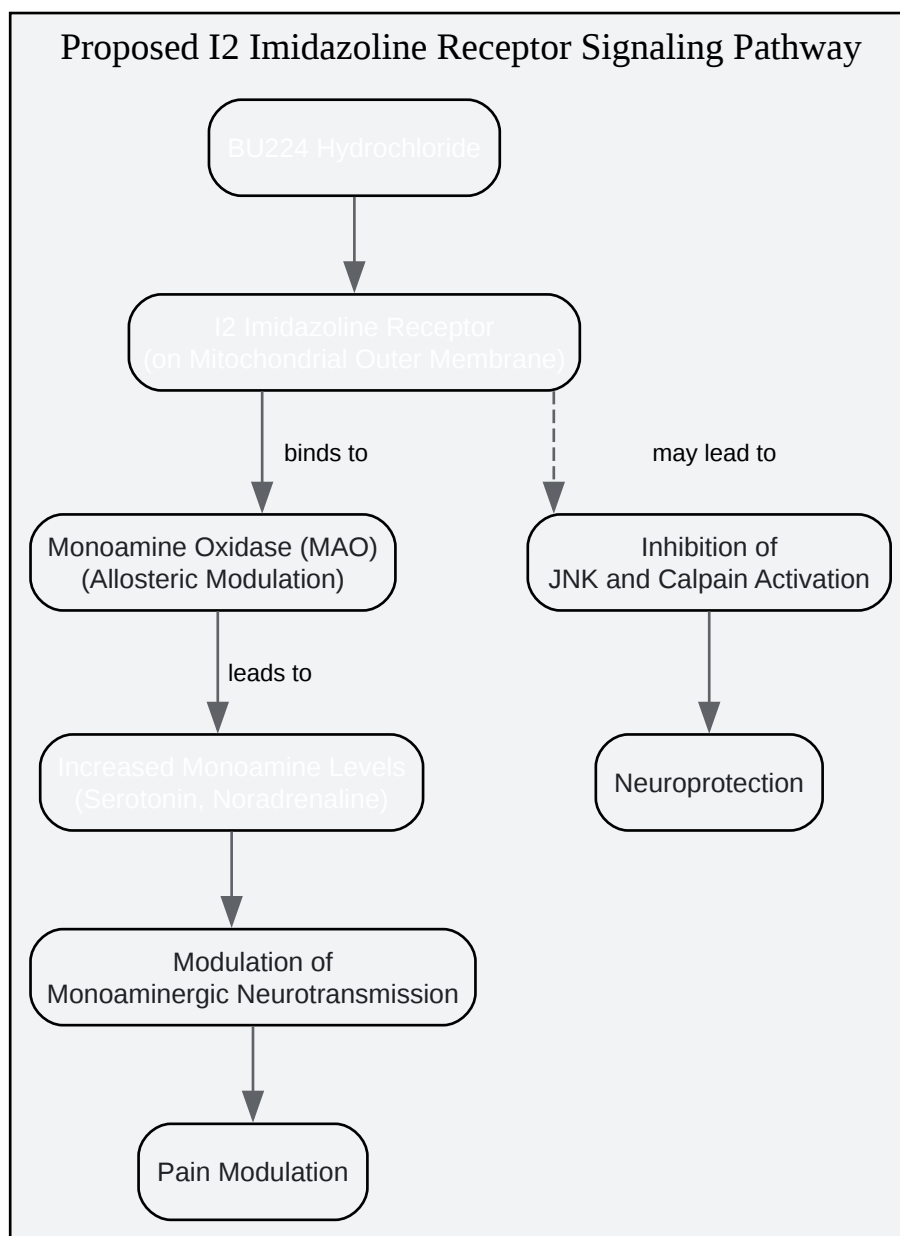 Proposed I2 Imidazoline Receptor Signaling Pathway
BU224 Hydrochloride
I2 Imidazoline Receptor
(on Mitochondrial Outer Membrane)
binds to
may lead to
Monoamine Oxidase (MAO)
(Allosteric Modulation)
Inhibition of
JNK and Calpain Activation
leads to
Increased Monoamine Levels
(Serotonin, Noradrenaline)
Neuroprotection
Modulation of
Monoaminergic Neurotransmission
Pain Modulation